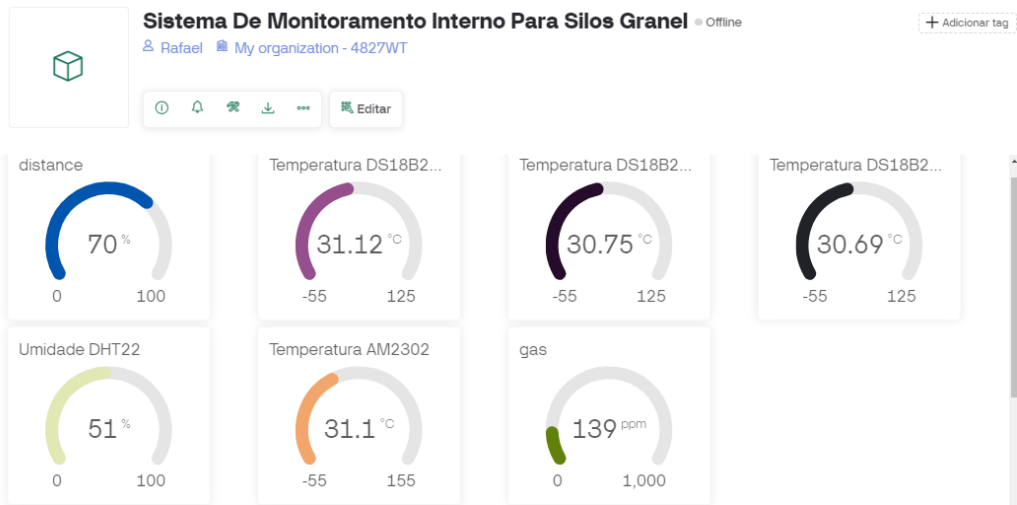 Sistema De Monitoramento Interno Para Silos Granel Offline
Adicionar tag
Rafael My organization - 4827WT
Editar
distance
70 %
0 100
Temperatura DS18B2...
31.12 °C
-55 125
Temperatura DS18B2...
30.75 °C
-55 125
Temperatura DS18B2...
30.69 °C
-55 125
Umidade DHT22
51 %
0 100
Temperatura AM2302
31.1 °C
-55 155
gas
139 ppm
0 1,000